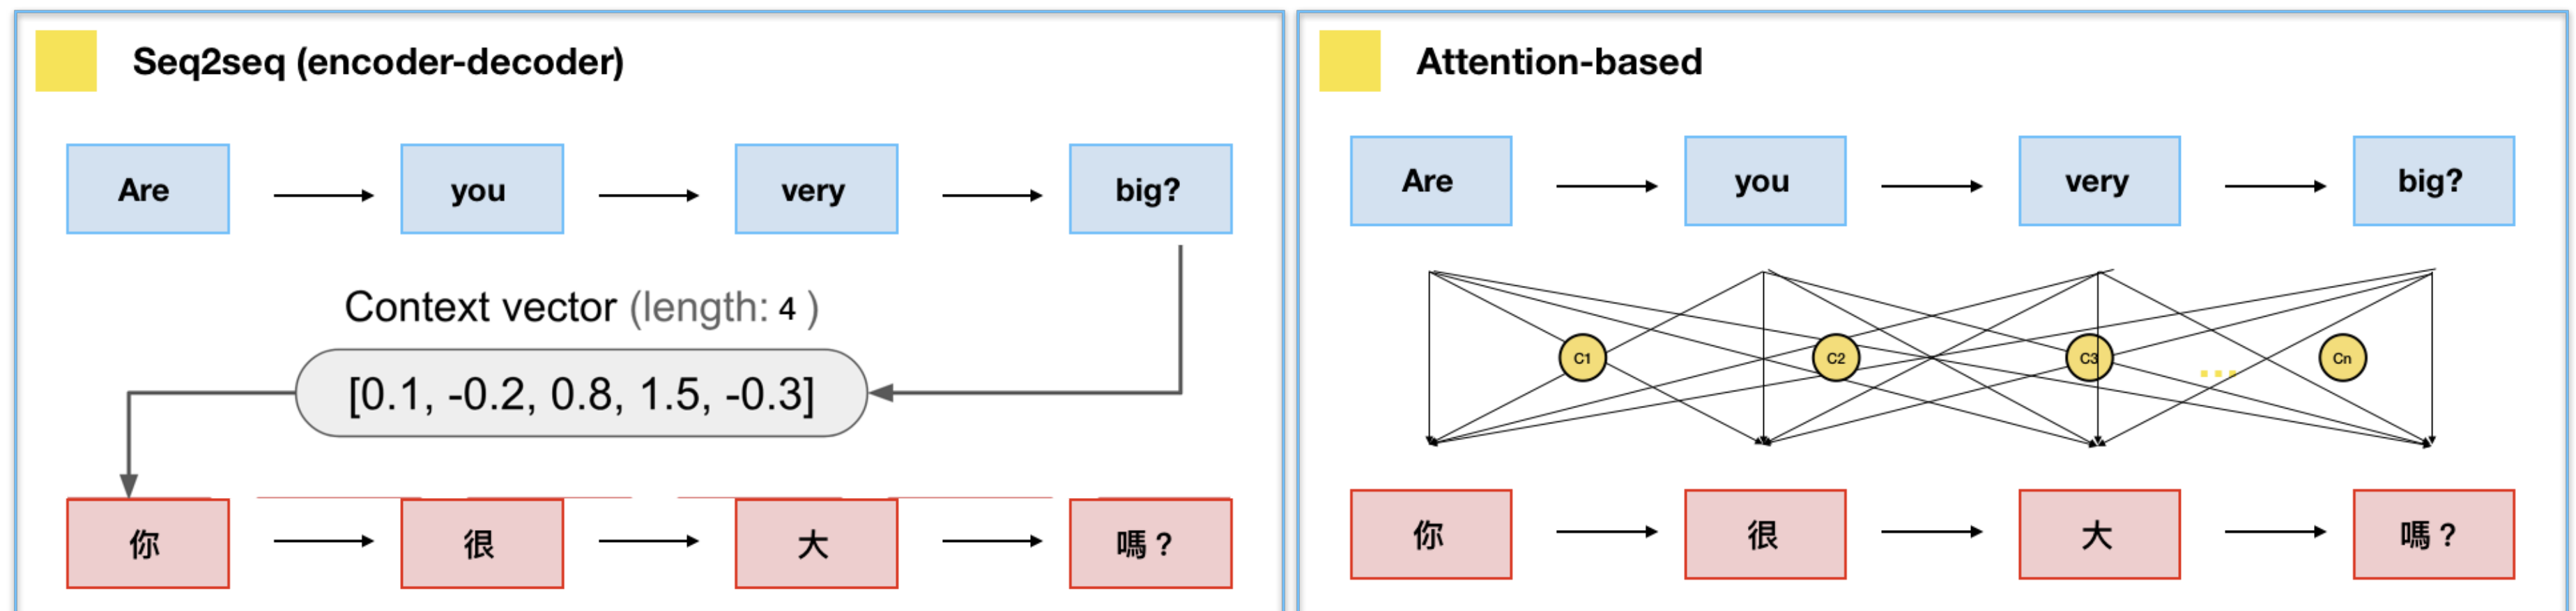 Seq2seq (encoder-decoder)
Are
you
very
big?
Context vector (length: 4 )
[0.1, -0.2, 0.8, 1.5, -0.3]
你
很
大
嗎?
Attention-based
Are
you
very
big?
C1
C2
C3
...
Cn
你
很
大
嗎?